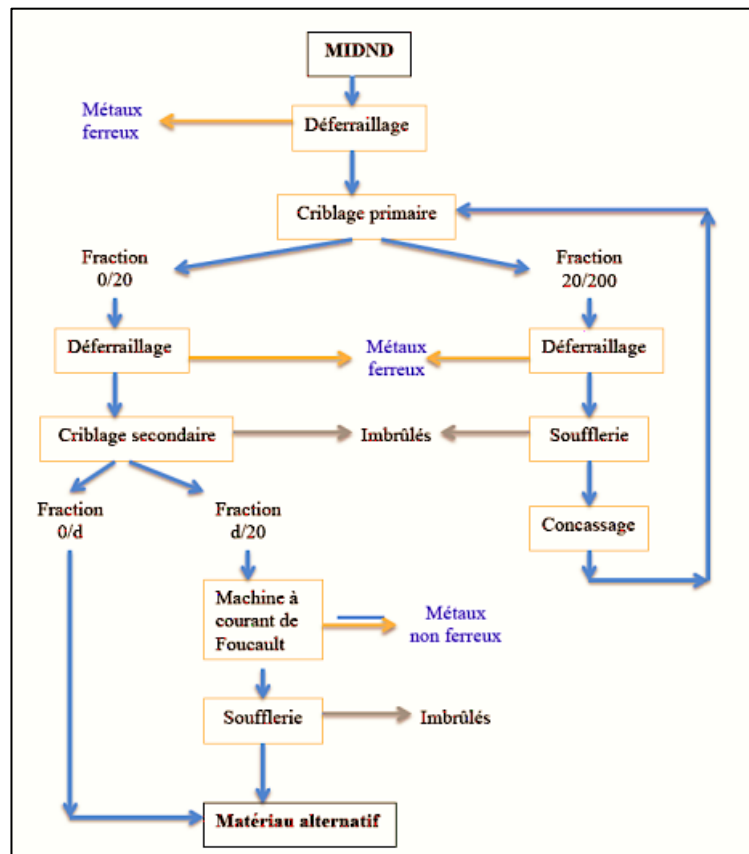 MIDND
Métaux
ferreux
Déferraillage
Criblage primaire
Fraction
0/20
Fraction
20/200
Déferraillage
Métaux
ferreux
Déferraillage
Criblage secondaire
Imbrûlés
Soufflerie
Fraction
0/d
Fraction
d/20
Concassage
Machine à
courant de
Foucault
Métaux
non ferreux
Soufflerie
Imbrûlés
Matériau alternatif